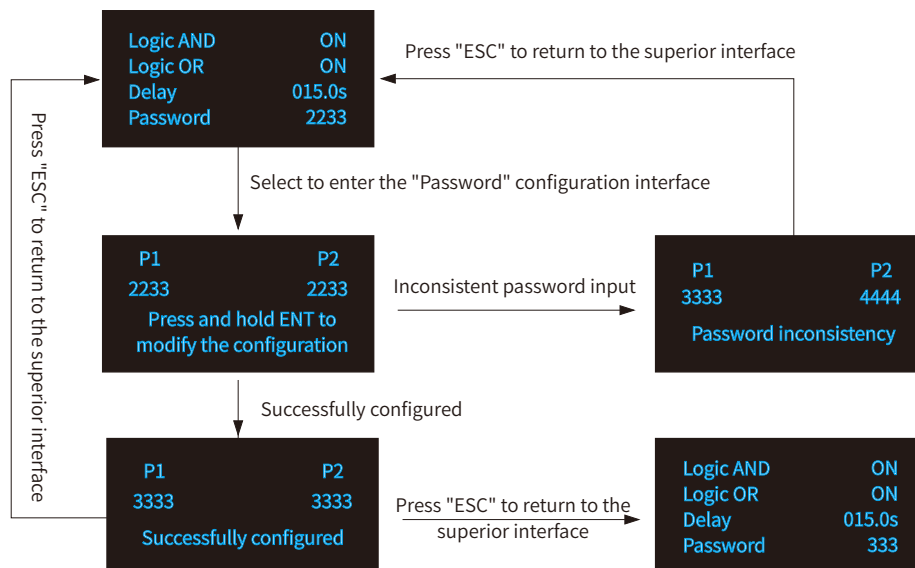 Logic AND ON
Logic OR ON
Delay 015.0s
Password 2233
Press "ESC" to return to the superior interface
Press "ESC" to return to the superior interface
Select to enter the "Password" configuration interface
P1 P2
2233 2233
Press and hold ENT to
modify the configuration
Inconsistent password input
P1 P2
3333 4444
Password inconsistency
Successfully configured
P1 P2
3333 3333
Successfully configured
Press "ESC" to return to the
superior interface
Logic AND ON
Logic OR ON
Delay 015.0s
Password 333